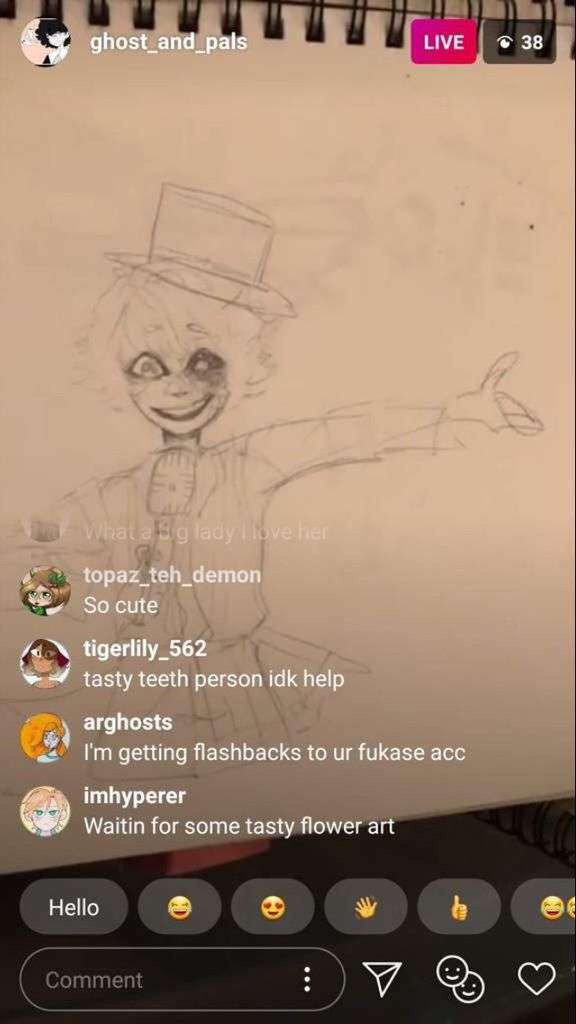 ghost_and_pals
LIVE
38
What a big lady I love her
topaz_teh_demon
So cute
tigerlily_562
tasty teeth person idk help
arghosts
I'm getting flashbacks to ur fukase acc
imhyperer
Waitin for some tasty flower art
Hello
Comment